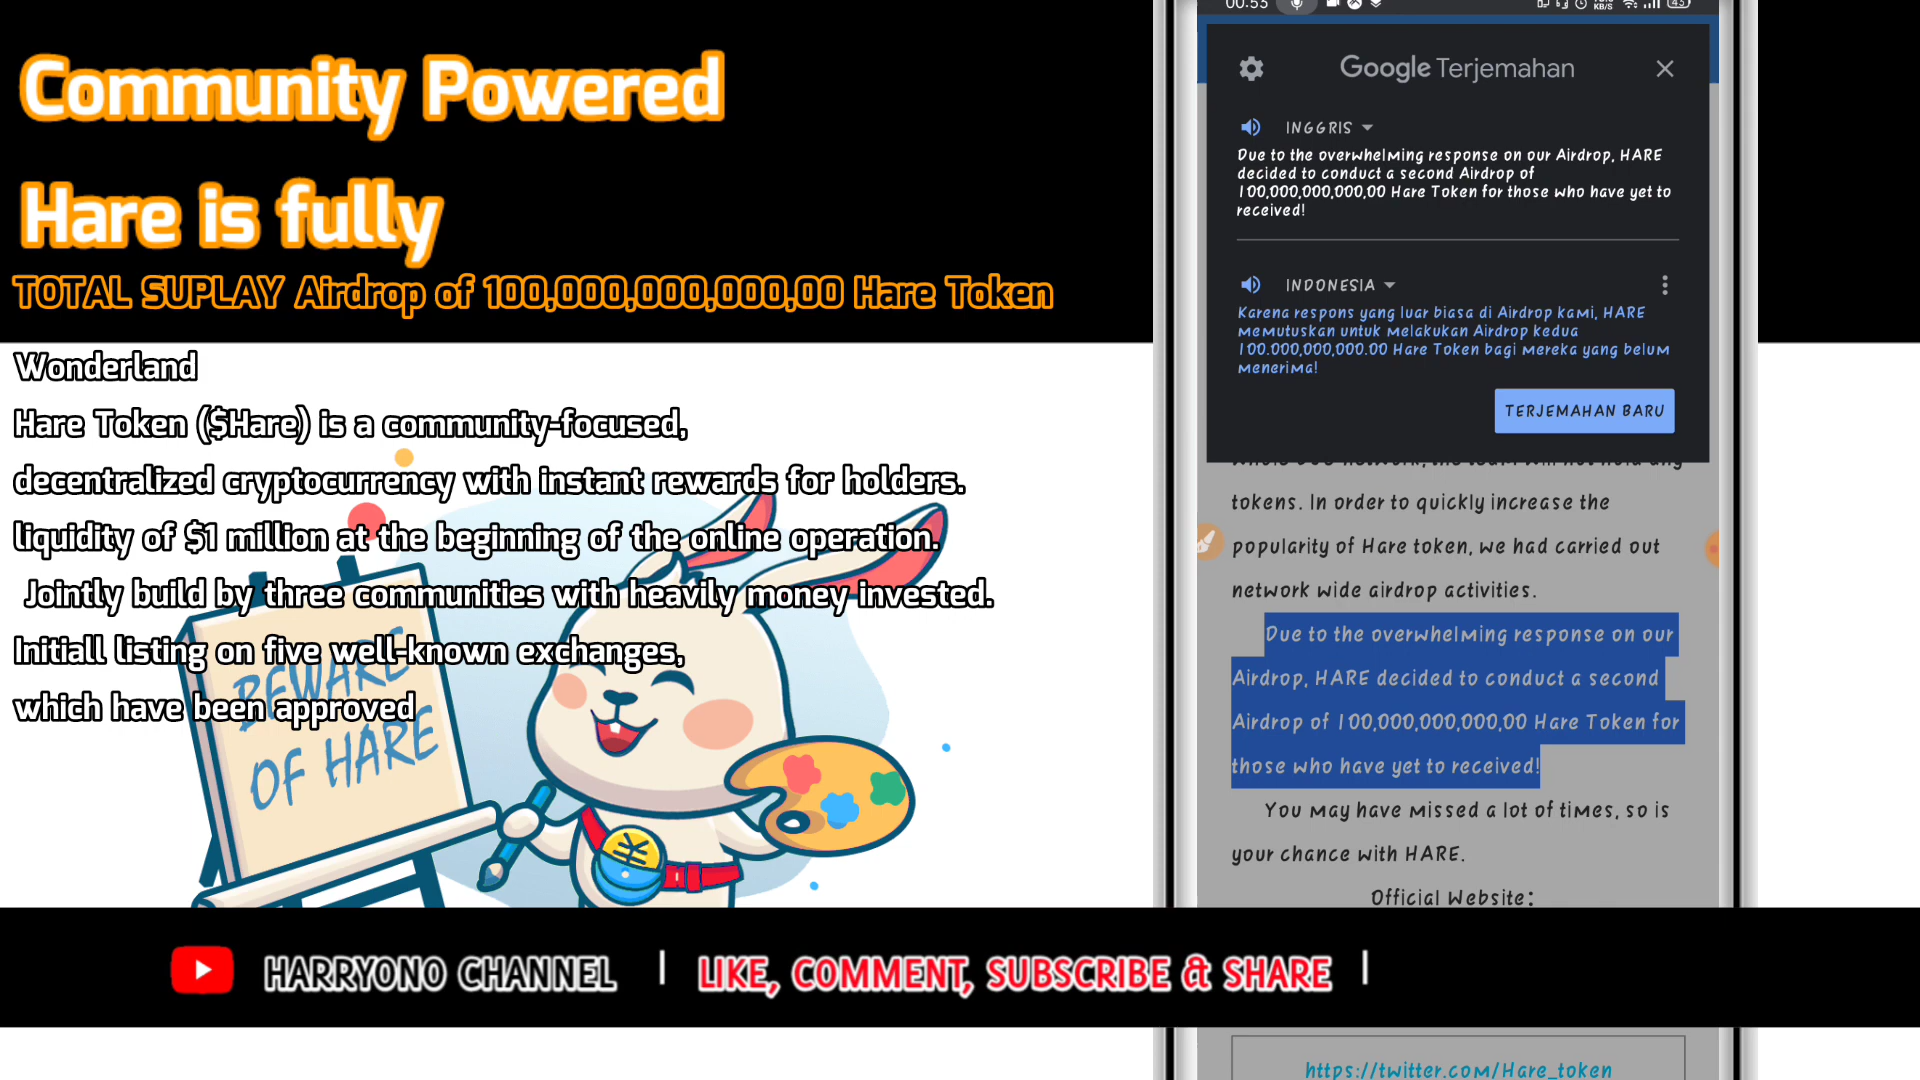 Community Powered
Hare is fully
TOTAL SUPLAY Airdrop of 100,000,000,000,00 Hare Token
Wonderland
Hare Token ($Hare) is a community-focused,
decentralized cryptocurrency with instant rewards for holders.
liquidity of $1 million at the beginning of the online operation.
Jointly build by three communities with heavily money invested.
Initiall listing on five well-known exchanges,
which have been approved
BEWARE
OF HARE
HARRYONO CHANNEL | LIKE, COMMENT, SUBSCRIBE & SHARE |
00.53
KB/S
43
Google Terjemahan
INGGRIS
Due to the overwhelming response on our Airdrop, HARE
decided to conduct a second Airdrop of
100,000,000,000,00 Hare Token for those who have yet to
received!
INDONESIA
Karena respons yang luar biasa di Airdrop kami, HARE
memutuskan untuk melakukan Airdrop kedua
100.000,000,000.00 Hare Token bagi mereka yang belum
menerima!
TERJEMAHAN BARU
tokens. In order to quickly increase the
popularity of Hare token, we had carried out
network wide airdrop activities.
Due to the overwhelming response on our
Airdrop, HARE decided to conduct a second
Airdrop of 100,000,000,000,00 Hare Token for
those who have yet to received!
You may have missed a lot of times, so is
your chance with HARE.
Official Website:
https://twitter.com/Hare_token